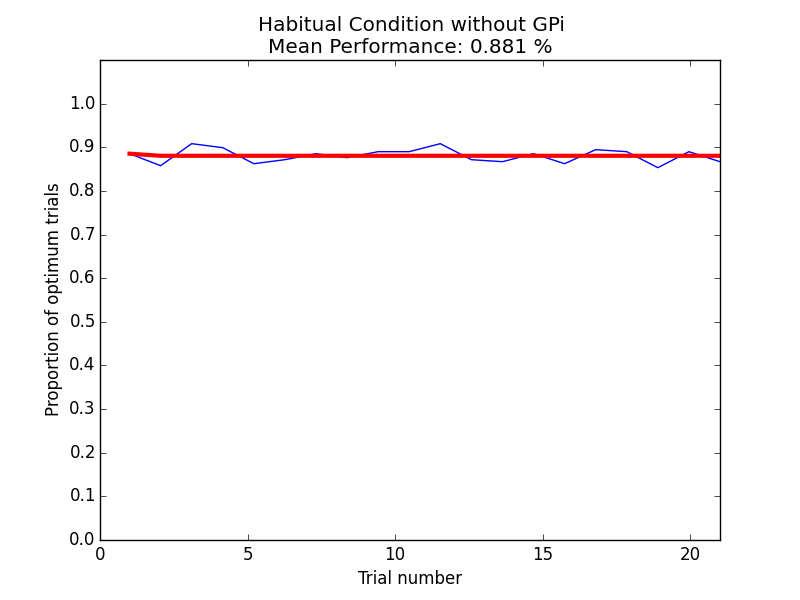 Habitual Condition without GPi
Mean Performance: 0.881 %
1.0
0.9
0.8
0.7
0.6
0.5
0.4
0.3
0.2
0.1
0.0
Proportion of optimum trials
0 5 10 15 20
Trial number